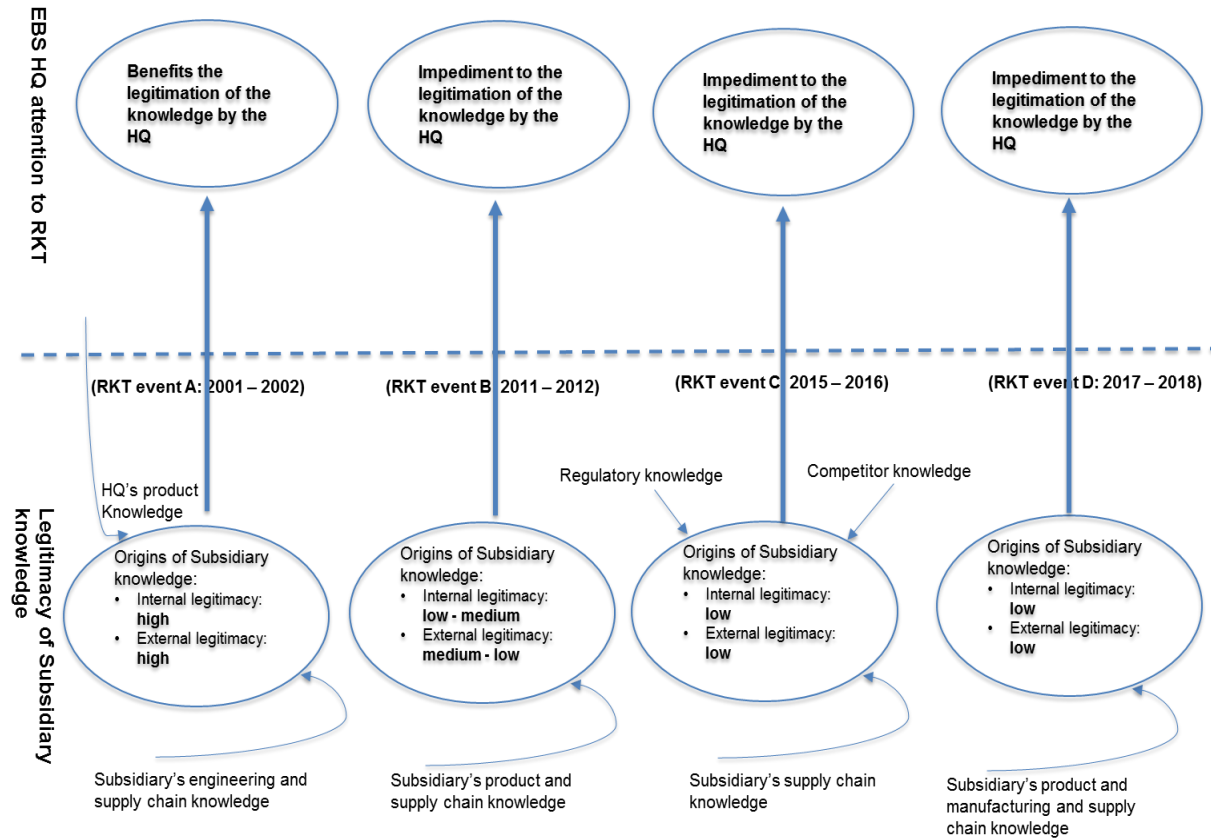 EBS HQ attention to RKT
Benefits the
legitimation of the
knowledge by the
HQ
Impediment to the
legitimation of the
knowledge by the
HQ
Impediment to the
legitimation of the
knowledge by the
HQ
Impediment to the
legitimation of the
knowledge by the
HQ
(RKT event A: 2001 – 2002)
(RKT event B: 2011 – 2012)
(RKT event C: 2015 – 2016)
(RKT event D: 2017 – 2018)
Legitimacy of Subsidiary
knowledge
HQ's product
Knowledge
Regulatory knowledge
Competitor knowledge
Origins of Subsidiary
knowledge:
• Internal legitimacy:
high
• External legitimacy:
high
Origins of Subsidiary
knowledge:
• Internal legitimacy:
low - medium
• External legitimacy:
medium - low
Origins of Subsidiary
knowledge:
• Internal legitimacy:
low
• External legitimacy:
low
Origins of Subsidiary
knowledge:
• Internal legitimacy:
low
• External legitimacy:
low
Subsidiary's engineering and
supply chain knowledge
Subsidiary's product and
supply chain knowledge
Subsidiary's supply chain
knowledge
Subsidiary's product and
manufacturing and supply
chain knowledge